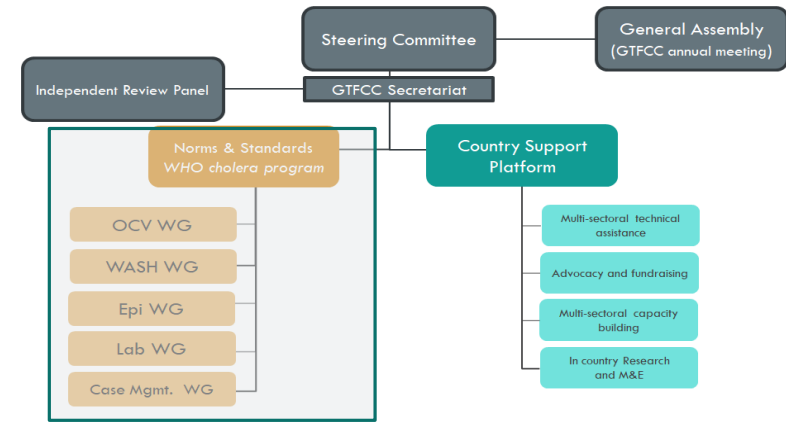 Steering Committee
General Assembly
(GTFCC annual meeting)
Independent Review Panel
GTFCC Secretariat
Norms & Standards
WHO cholera program
Country Support
Platform
OCV WG
WASH WG
Epi WG
Lab WG
Case Mgmt. WG
Multi-sectoral technical
assistance
Advocacy and fundraising
Multi-sectoral capacity
building
In country Research
and M&E